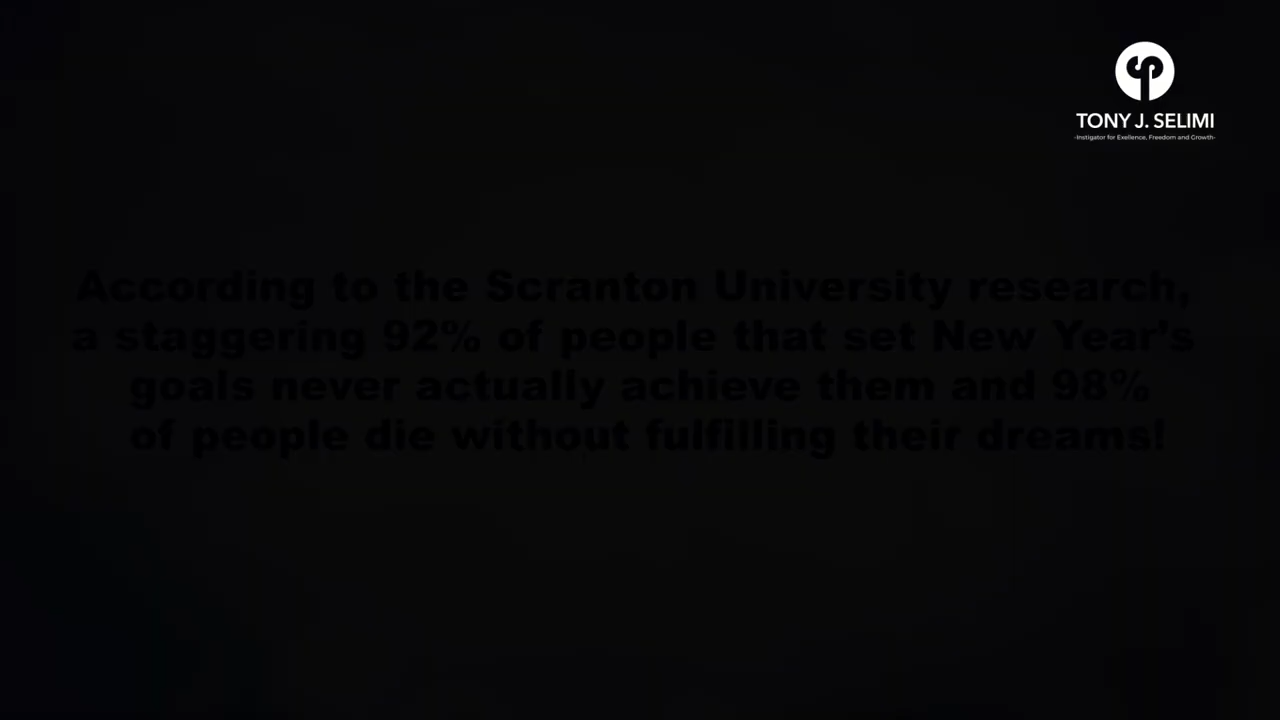 TONY J. SELIMI
-Instigator for Exellence, Freedom and Growth-
According to the Scranton University research,
a staggering 92% of people that set New Year's
goals never actually achieve them and 98%
of people die without fulfilling their dreams!